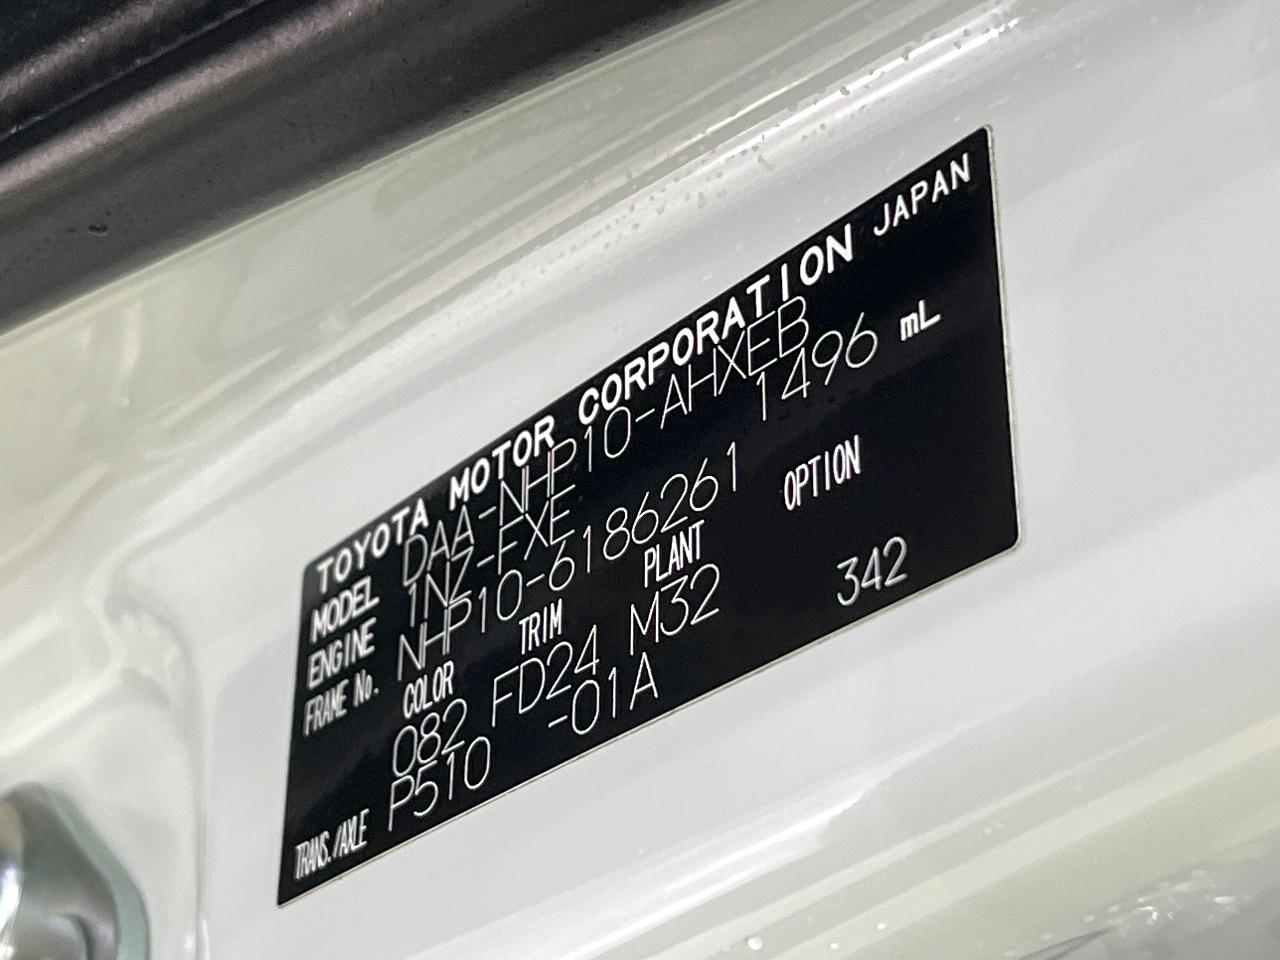 TOYOTA MOTOR CORPORATION JAPAN
MODEL DAA-NHP10-AHXEB
ENGINE 1NZ-FXE 1496 mL
FRAME No. NHP10-6186261
COLOR TRIM PLANT OPTION
082 FD24 M32 342
TRANS./AXLE P510 -01A